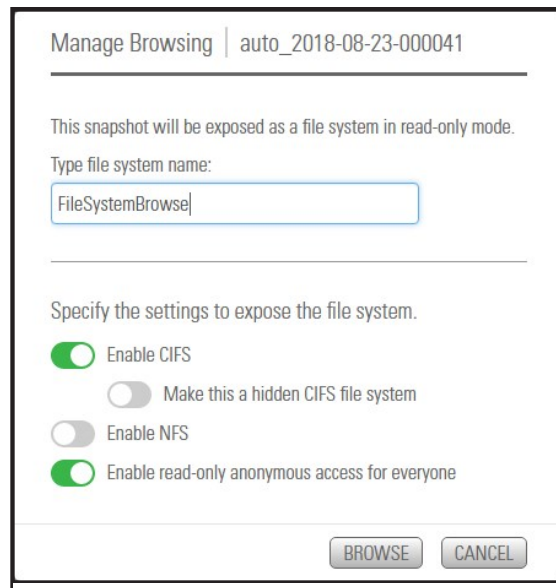 Manage Browsing | auto_2018-08-23-000041
This snapshot will be exposed as a file system in read-only mode.
Type file system name:
FileSystemBrowse
Specify the settings to expose the file system.
Enable CIFS
Make this a hidden CIFS file system
Enable NFS
Enable read-only anonymous access for everyone
BROWSE CANCEL